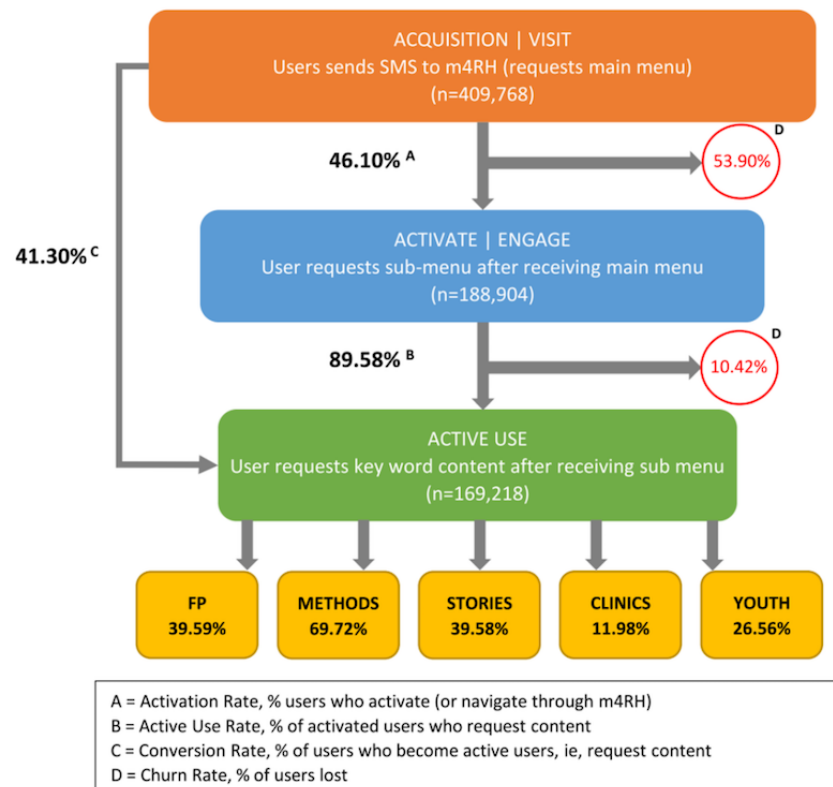 ACQUISITION | VISIT
Users sends SMS to m4RH (requests main menu)
(n=409,768)
46.10% A
D
53.90%
41.30% C
ACTIVATE | ENGAGE
User requests sub-menu after receiving main menu
(n=188,904)
89.58% B
D
10.42%
ACTIVE USE
User requests key word content after receiving sub menu
(n=169,218)
FP
39.59%
METHODS
69.72%
STORIES
39.58%
CLINICS
11.98%
YOUTH
26.56%
A = Activation Rate, % users who activate (or navigate through m4RH)
B = Active Use Rate, % of activated users who request content
C = Conversion Rate, % of users who become active users, ie, request content
D = Churn Rate, % of users lost